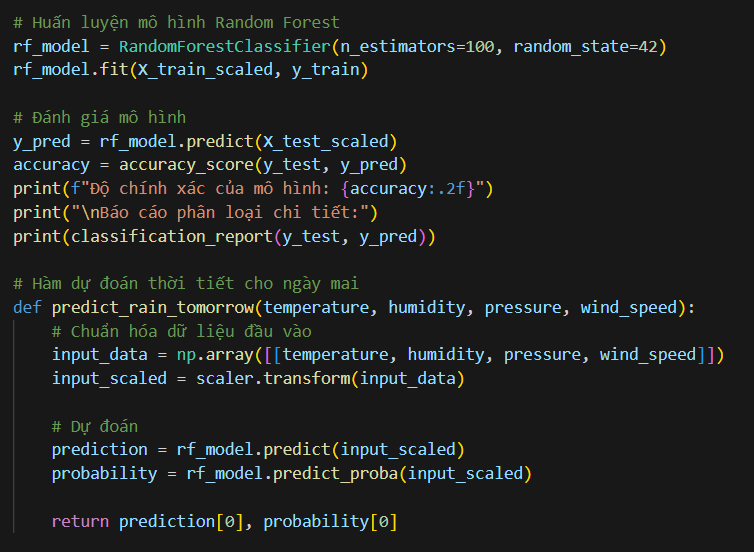 # Huấn luyện mô hình Random Forest
rf_model = RandomForestClassifier(n_estimators=100, random_state=42)
rf_model.fit(X_train_scaled, y_train)
# Đánh giá mô hình
y_pred = rf_model.predict(X_test_scaled)
accuracy = accuracy_score(y_test, y_pred)
print(f"Độ chính xác của mô hình: {accuracy:.2f}")
print("\nBáo cáo phân loại chi tiết:")
print(classification_report(y_test, y_pred))
# Hàm dự đoán thời tiết cho ngày mai
def predict_rain_tomorrow(temperature, humidity, pressure, wind_speed):
    # Chuẩn hóa dữ liệu đầu vào
    input_data = np.array([[temperature, humidity, pressure, wind_speed]])
    input_scaled = scaler.transform(input_data)
    # Dự đoán
    prediction = rf_model.predict(input_scaled)
    probability = rf_model.predict_proba(input_scaled)
    return prediction[0], probability[0]